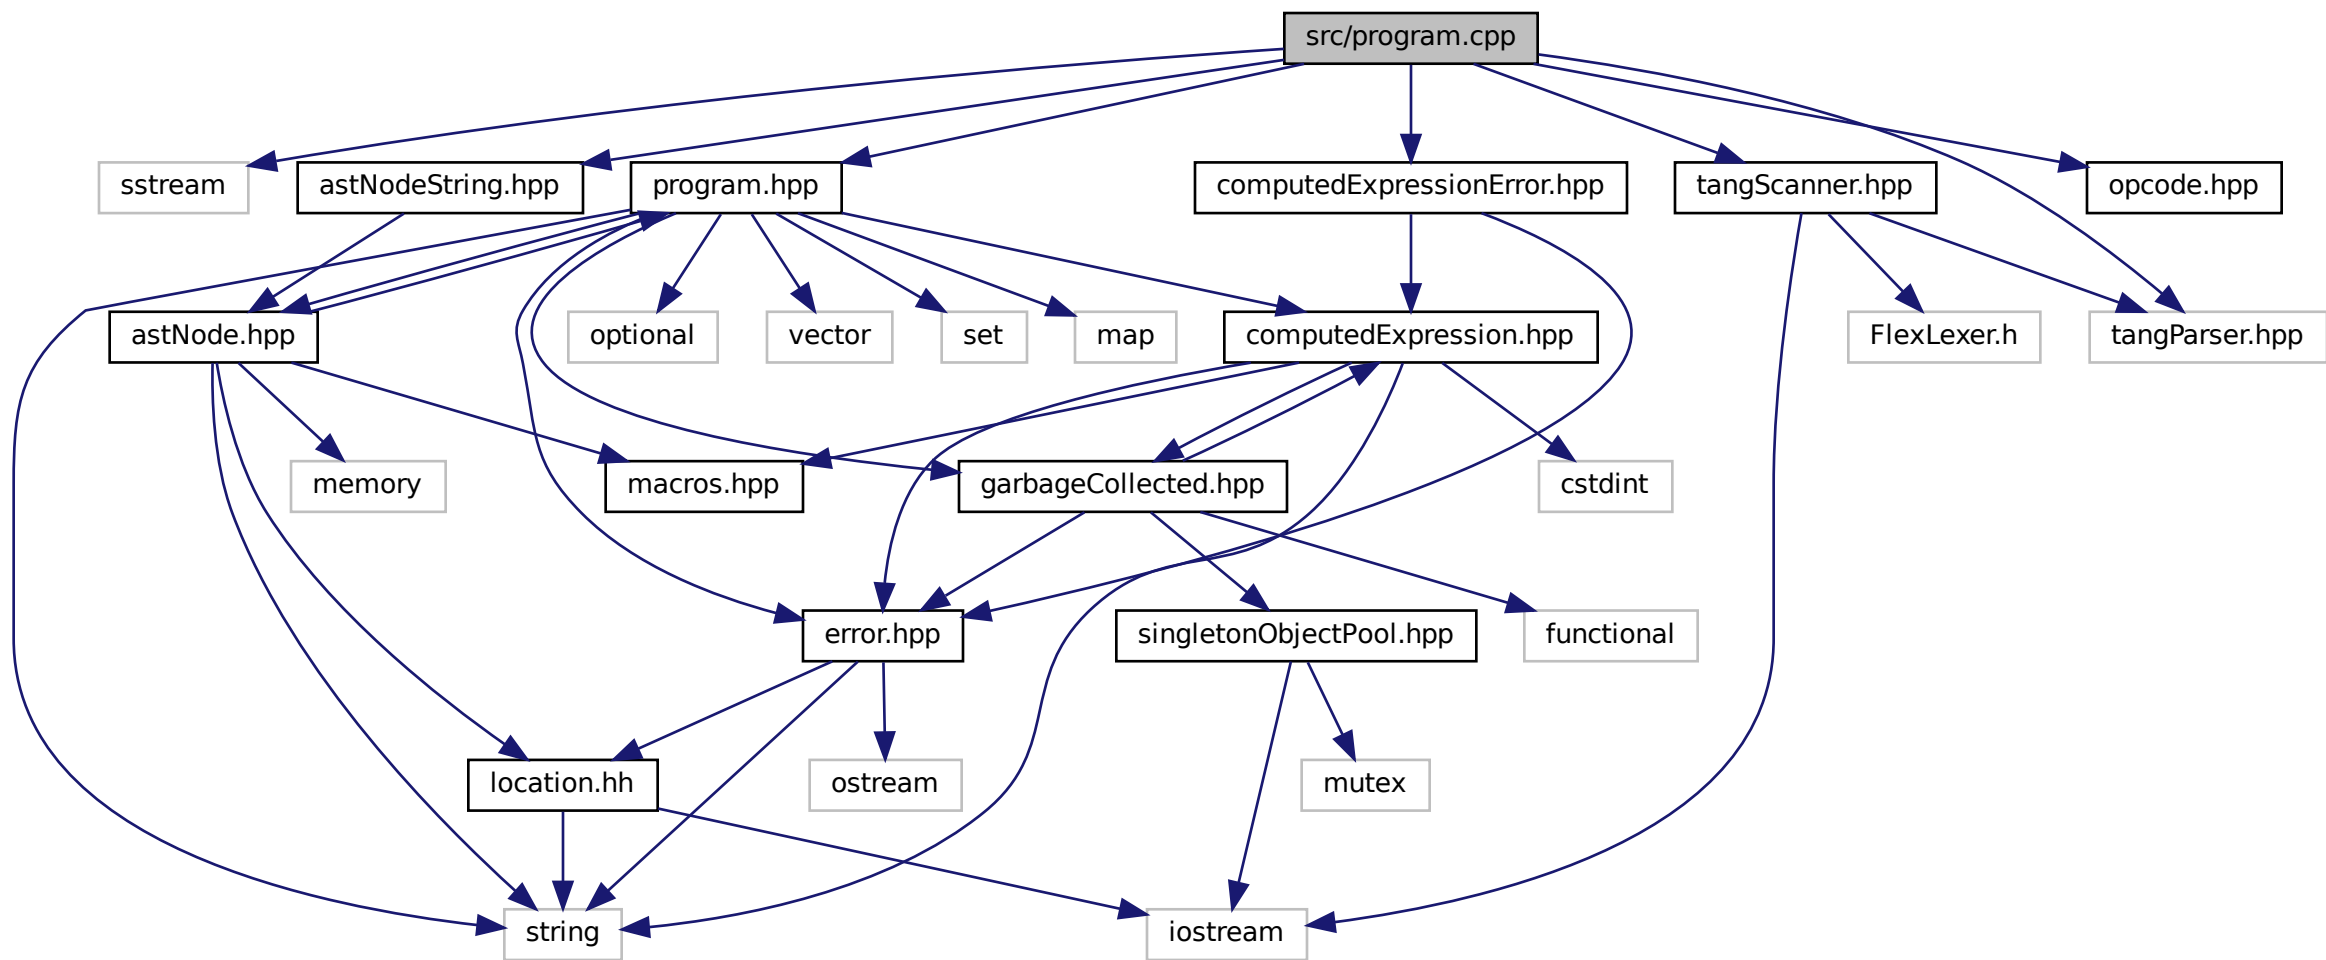 src/program.cpp
sstream
astNodeString.hpp
program.hpp
computedExpressionError.hpp
tangScanner.hpp
opcode.hpp
astNode.hpp
optional
vector
set
map
computedExpression.hpp
FlexLexer.h
tangParser.hpp
memory
macros.hpp
garbageCollected.hpp
cstdint
error.hpp
singletonObjectPool.hpp
functional
location.hh
ostream
mutex
string
iostream